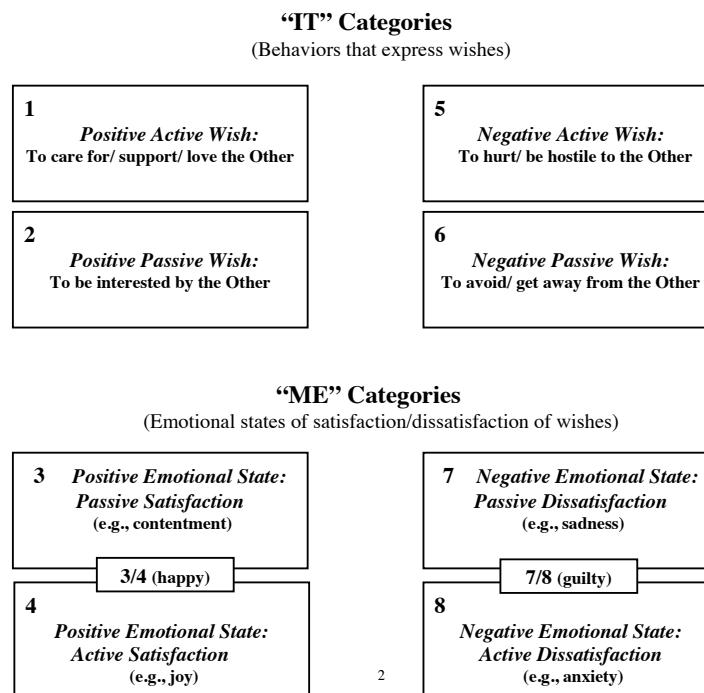 “IT” Categories
(Behaviors that express wishes)
1
Positive Active Wish:
To care for/ support/ love the Other
5
Negative Active Wish:
To hurt/ be hostile to the Other
2
Positive Passive Wish:
To be interested by the Other
6
Negative Passive Wish:
To avoid/ get away from the Other
“ME” Categories
(Emotional states of satisfaction/dissatisfaction of wishes)
3 Positive Emotional State:
Passive Satisfaction
(e.g., contentment)
7 Negative Emotional State:
Passive Dissatisfaction
(e.g., sadness)
3/4 (happy)
7/8 (guilty)
4
Positive Emotional State:
Active Satisfaction
(e.g., joy)
8
Negative Emotional State:
Active Dissatisfaction
(e.g., anxiety)
2